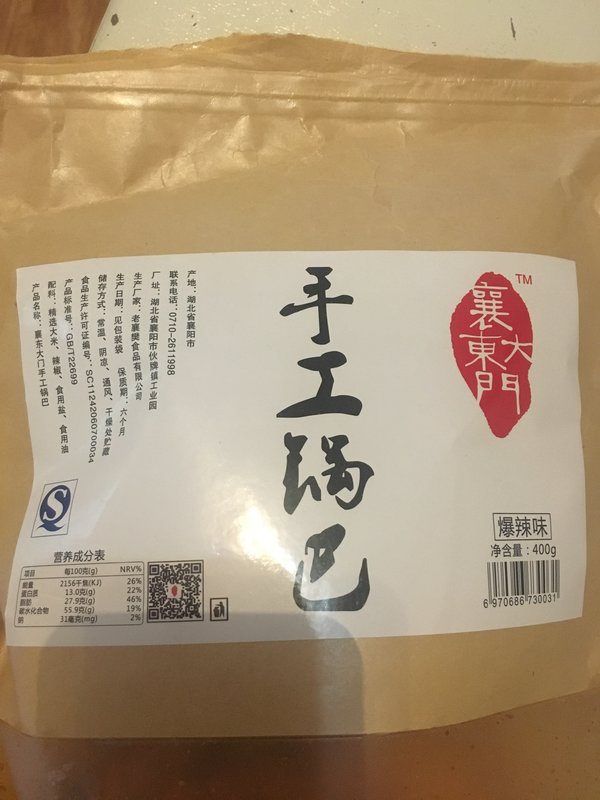 襄東大門
TM
手工锅巴
产地：湖北省襄阳市
联系电话：0710-2611998
厂址：湖北省襄阳市伙牌镇工业园
生产厂家：老襄樊食品有限公司
生产日期：见包装袋 保质期：六个月
储存方式：常温、阴凉、通风、干燥处贮藏
食品生产许可证编号：SC11242060700034
产品标准号：GB/T22699
配料：精选大米、辣椒、食用盐、食用油
产品名称：襄东大门手工锅巴
营养成分表
项目 每100克(g) NRV%
能量 2156千焦(KJ) 26%
蛋白质 13.0克(g) 22%
脂肪 27.9克(g) 46%
碳水化合物 55.9克(g) 19%
钠 31毫克(mg) 2%
爆辣味
净含量：400g
6 970686 730031